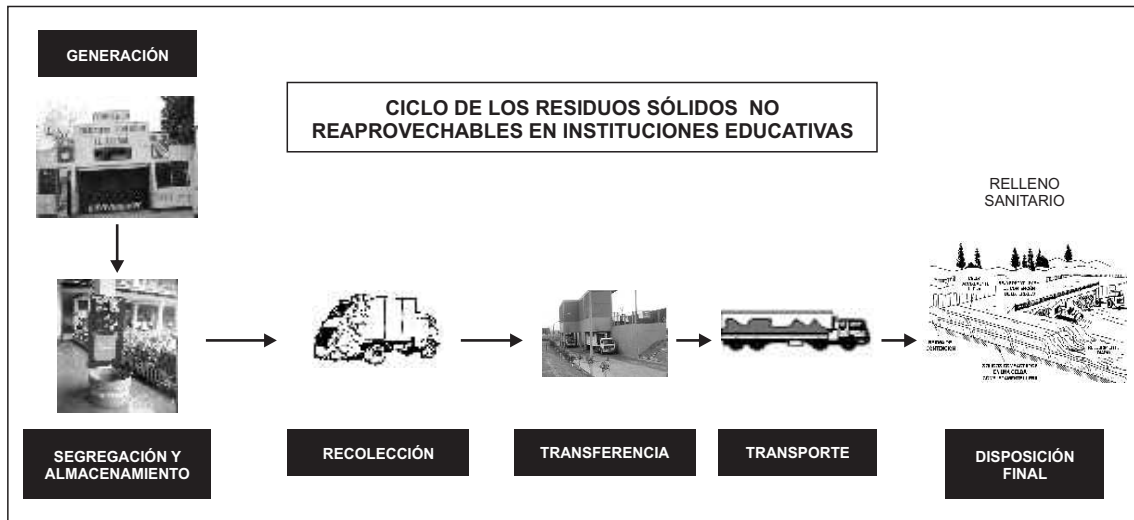 GENERACIÓN
CICLO DE LOS RESIDUOS SÓLIDOS NO
REAPROVECHABLES EN INSTITUCIONES EDUCATIVAS
RELLENO
SANITARIO
SEGREGACIÓN Y
ALMACENAMIENTO
RECOLECCIÓN
TRANSFERENCIA
TRANSPORTE
DISPOSICIÓN
FINAL